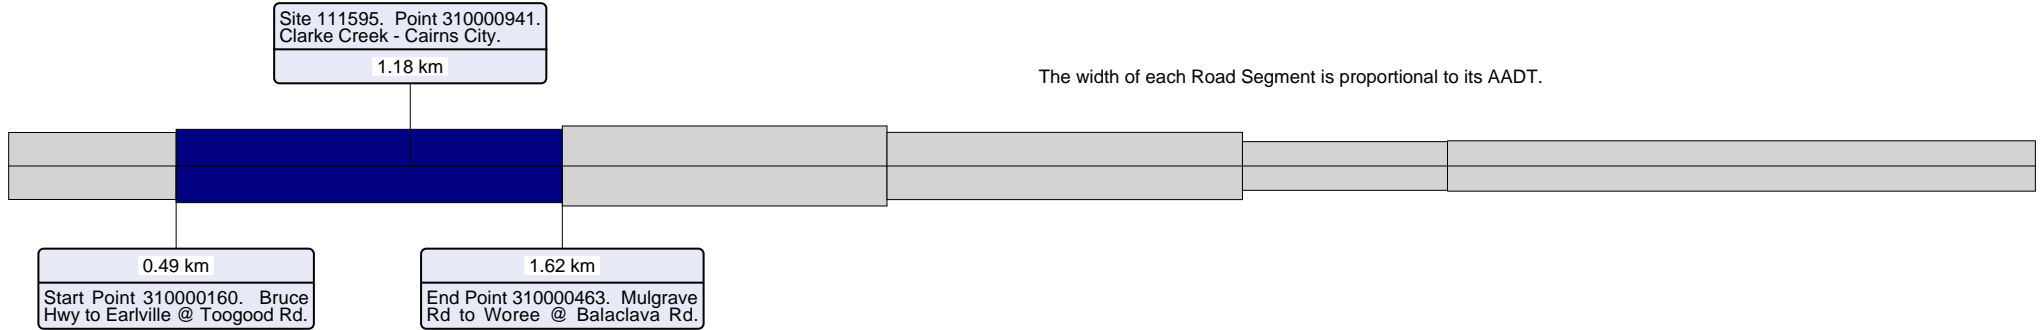 Site 111595. Point 310000941.
Clarke Creek - Cairns City.
1.18 km
The width of each Road Segment is proportional to its AADT.
0.49 km
Start Point 310000160. Bruce
Hwy to Earlville @ Toogood Rd.
1.62 km
End Point 310000463. Mulgrave
Rd to Woree @ Balaclava Rd.